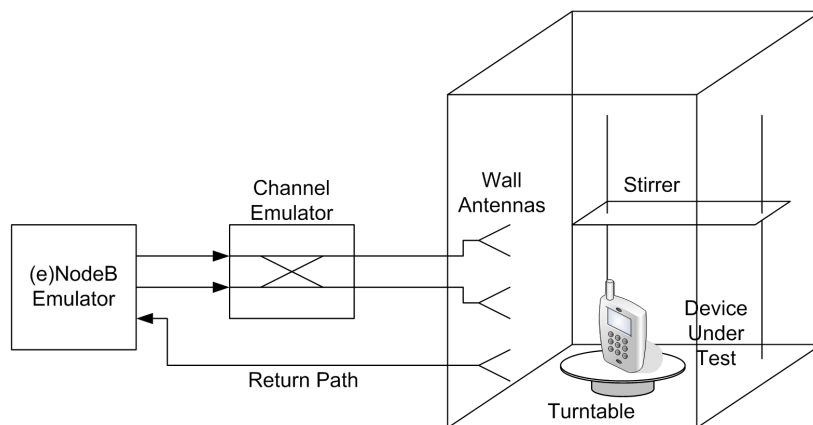 Channel
Emulator
Wall
Antennas
Stirrer
(e)NodeB
Emulator
Device
Under
Test
Return Path
Turntable